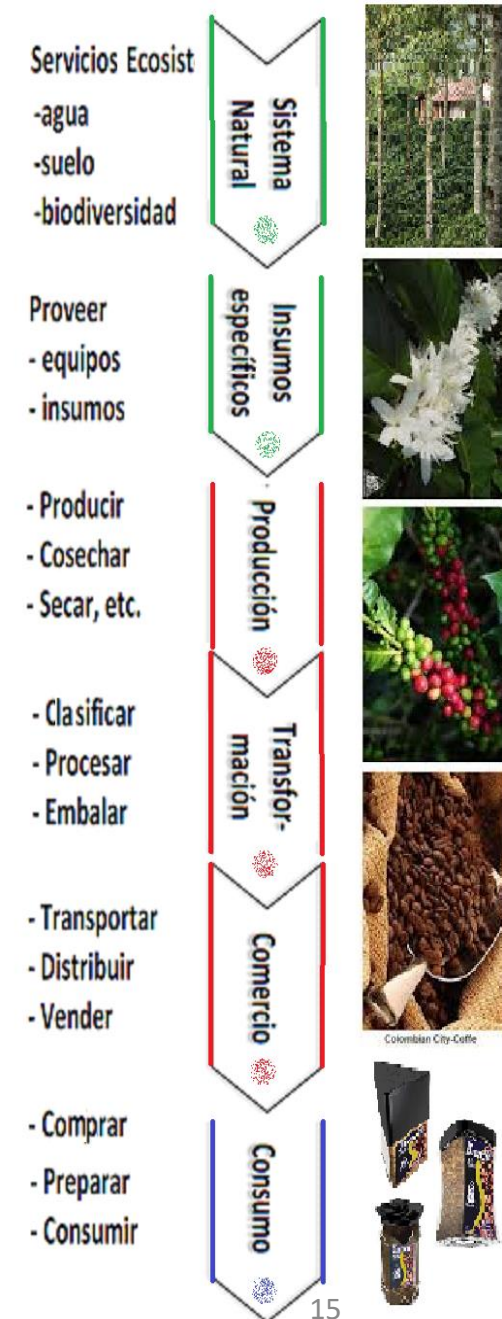 Servicios Ecosist
-agua
-suelo
-biodiversidad
Sistema
Natural
Proveer
- equipos
- insumos
Insumos
específicos
- Producir
- Cosechar
- Secar, etc.
Producción
- Clasificar
- Procesar
- Embalar
Transfor-
mación
Colombian City-Coffe
- Transportar
- Distribuir
- Vender
Comercio
- Comprar
- Preparar
- Consumir
Consumo
15